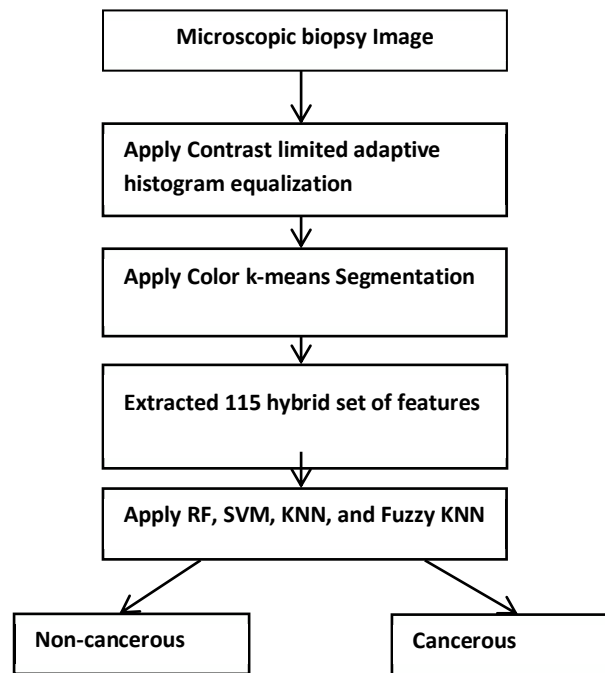 Microscopic biopsy Image
Apply Contrast limited adaptive
histogram equalization
Apply Color k-means Segmentation
Extracted 115 hybrid set of features
Apply RF, SVM, KNN, and Fuzzy KNN
Non-cancerous
Cancerous